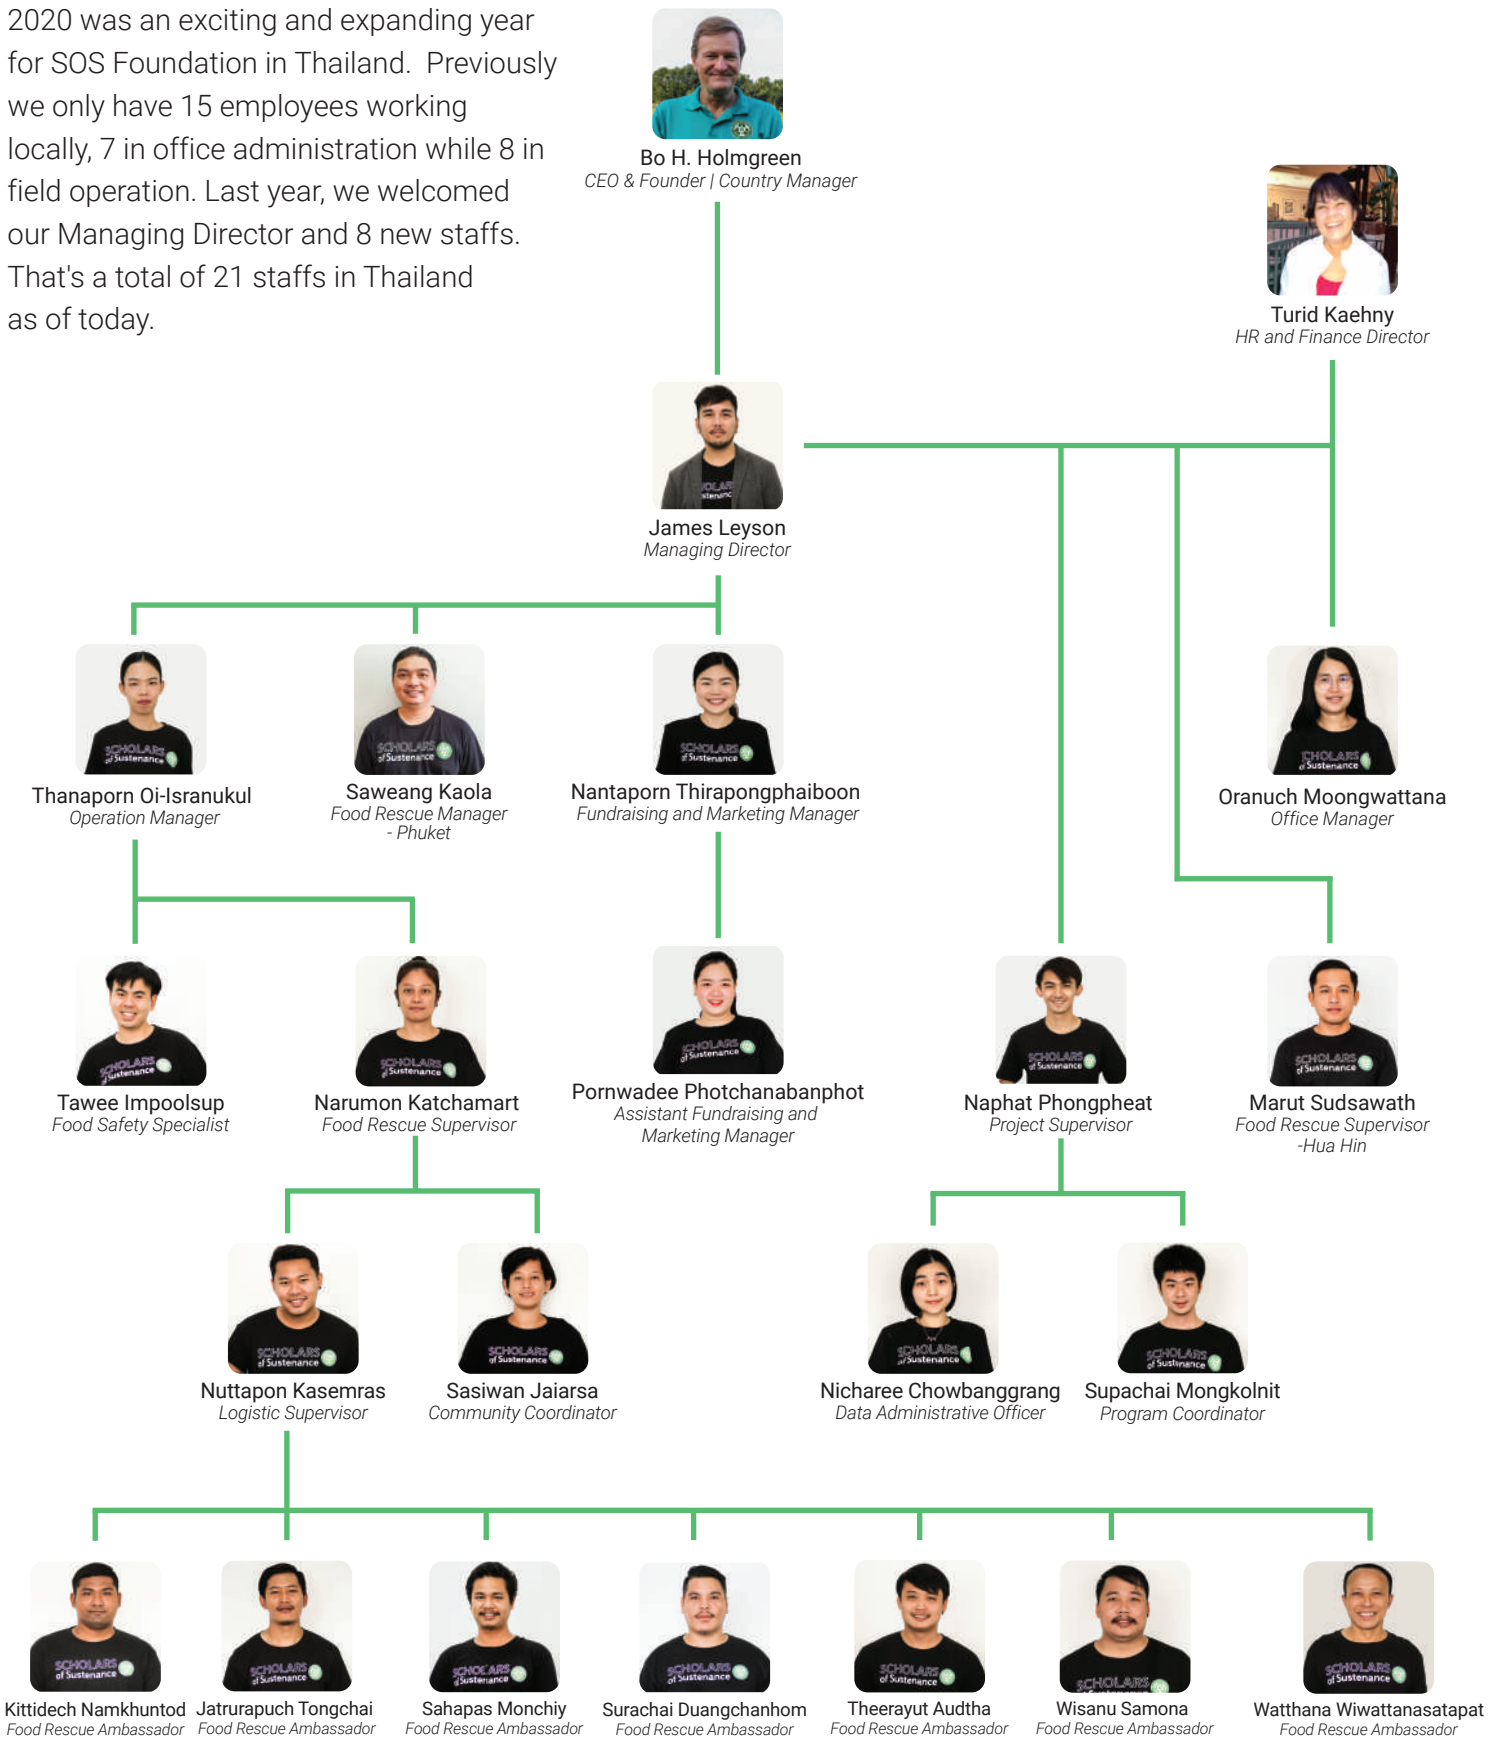 2020 was an exciting and expanding year
for SOS Foundation in Thailand.  Previously
we only have 15 employees working
locally, 7 in office administration while 8 in
field operation. Last year, we welcomed
our Managing Director and 8 new staffs.
That's a total of 21 staffs in Thailand
as of today.
Bo H. Holmgreen
CEO & Founder | Country Manager
Turid Kaehny
HR and Finance Director
James Leyson
Managing Director
Thanaporn Oi-Isranukul
Operation Manager
Saweang Kaola
Food Rescue Manager
- Phuket
Nantaporn Thirapongphaiboon
Fundraising and Marketing Manager
Oranuch Moongwattana
Office Manager
Tawee Impoolsup
Food Safety Specialist
Narumon Katchamart
Food Rescue Supervisor
Pornwadee Photchanabanphot
Assistant Fundraising and
Marketing Manager
Naphat Phongpheat
Project Supervisor
Marut Sudsawath
Food Rescue Supervisor
-Hua Hin
Nuttapon Kasemras
Logistic Supervisor
Sasiwan Jaiarsa
Community Coordinator
Nicharee Chowbanggrang
Data Administrative Officer
Supachai Mongkolnit
Program Coordinator
Kittidech Namkhuntod
Food Rescue Ambassador
Jatrurapuch Tongchai
Food Rescue Ambassador
Sahapas Monchiy
Food Rescue Ambassador
Surachai Duangchanhom
Food Rescue Ambassador
Theerayut Audtha
Food Rescue Ambassador
Wisanu Samona
Food Rescue Ambassador
Watthana Wiwattanasatapat
Food Rescue Ambassador